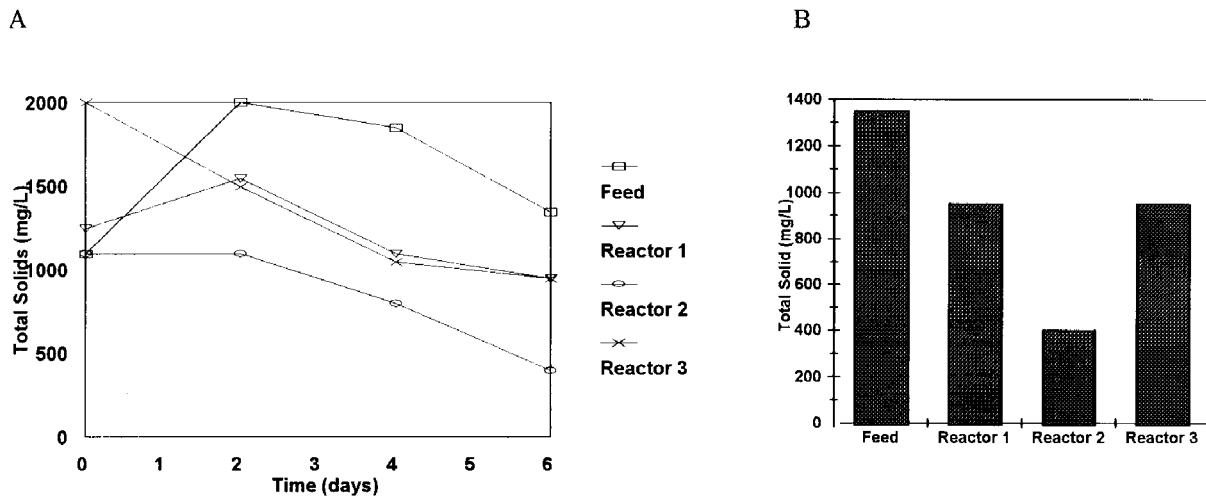 A
B
Total Solids (mg/L)
2000
1500
1000
500
0
0 1 2 3 4 5 6
Time (days)
Feed
Reactor 1
Reactor 2
Reactor 3
Total Solid (mg/L)
1400
1200
1000
800
600
400
200
0
Feed Reactor 1 Reactor 2 Reactor 3